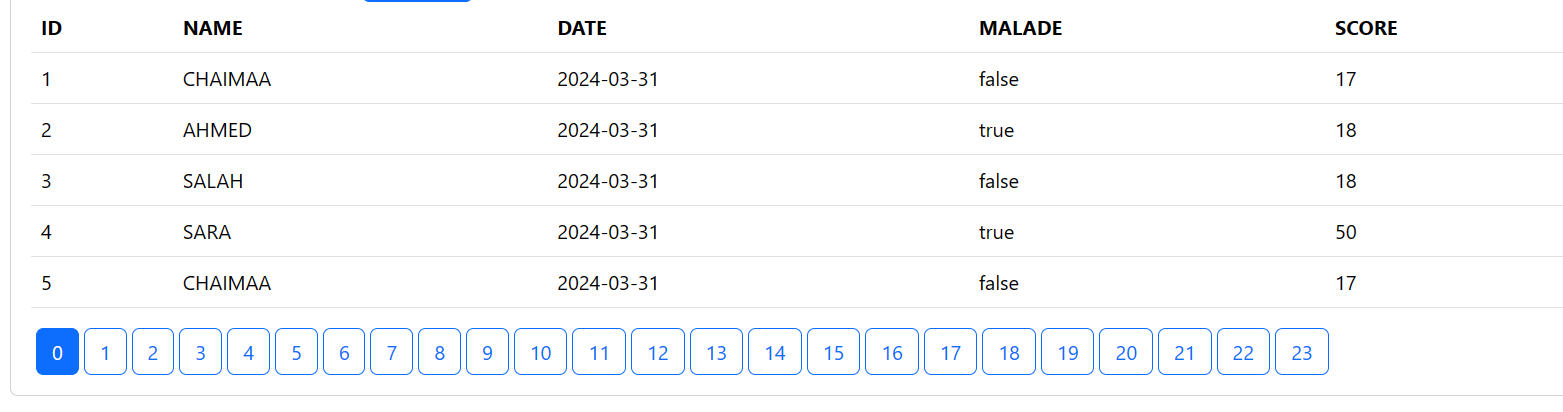 ID NAME DATE MALADE SCORE
1 CHAIMAA 2024-03-31 false 17
2 AHMED 2024-03-31 true 18
3 SALAH 2024-03-31 false 18
4 SARA 2024-03-31 true 50
5 CHAIMAA 2024-03-31 false 17
0 1 2 3 4 5 6 7 8 9 10 11 12 13 14 15 16 17 18 19 20 21 22 23